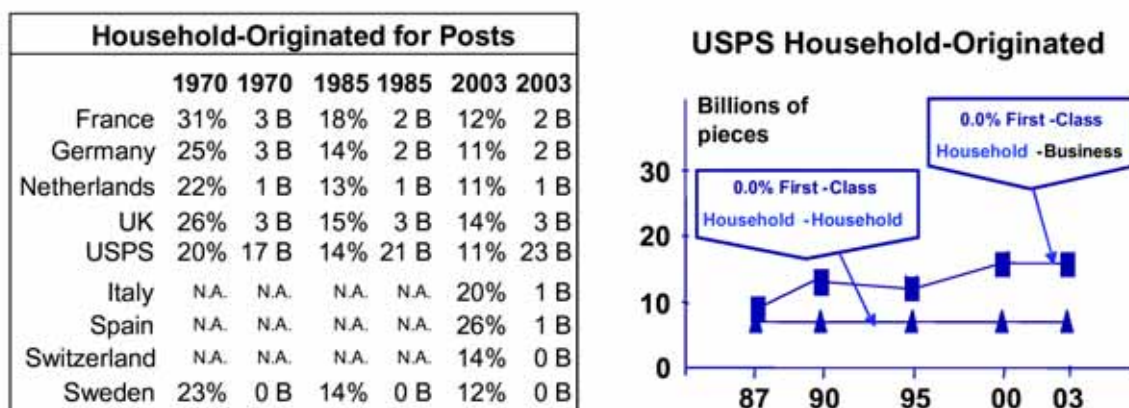 Household-Originated for Posts
1970 1970 1985 1985 2003 2003
France 31% 3 B 18% 2 B 12% 2 B
Germany 25% 3 B 14% 2 B 11% 2 B
Netherlands 22% 1 B 13% 1 B 11% 1 B
UK 26% 3 B 15% 3 B 14% 3 B
USPS 20% 17 B 14% 21 B 11% 23 B
Italy N.A. N.A. N.A. N.A. 20% 1 B
Spain N.A. N.A. N.A. N.A. 26% 1 B
Switzerland N.A. N.A. N.A. N.A. 14% 0 B
Sweden 23% 0 B 14% 0 B 12% 0 B
USPS Household-Originated
Billions of
pieces
0.0% First -Class
Household -Business
0.0% First -Class
Household -Household
30
20
10
0
87 90 95 00 03